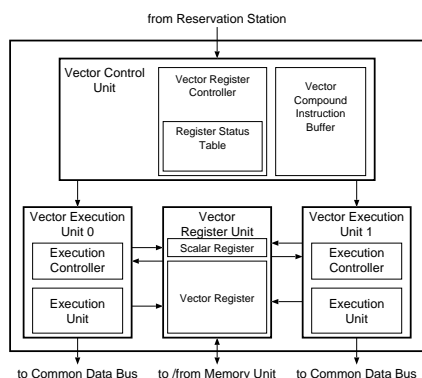 from Reservation Station
Vector Control
Unit
Vector Register
Controller
Register Status
Table
Vector
Compound
Instruction
Buffer
Vector Execution
Unit 0
Execution
Controller
Execution
Unit
Vector
Register Unit
Scalar Register
Vector Register
Vector Execution
Unit 1
Execution
Controller
Execution
Unit
to Common Data Bus
to /from Memory Unit
to Common Data Bus